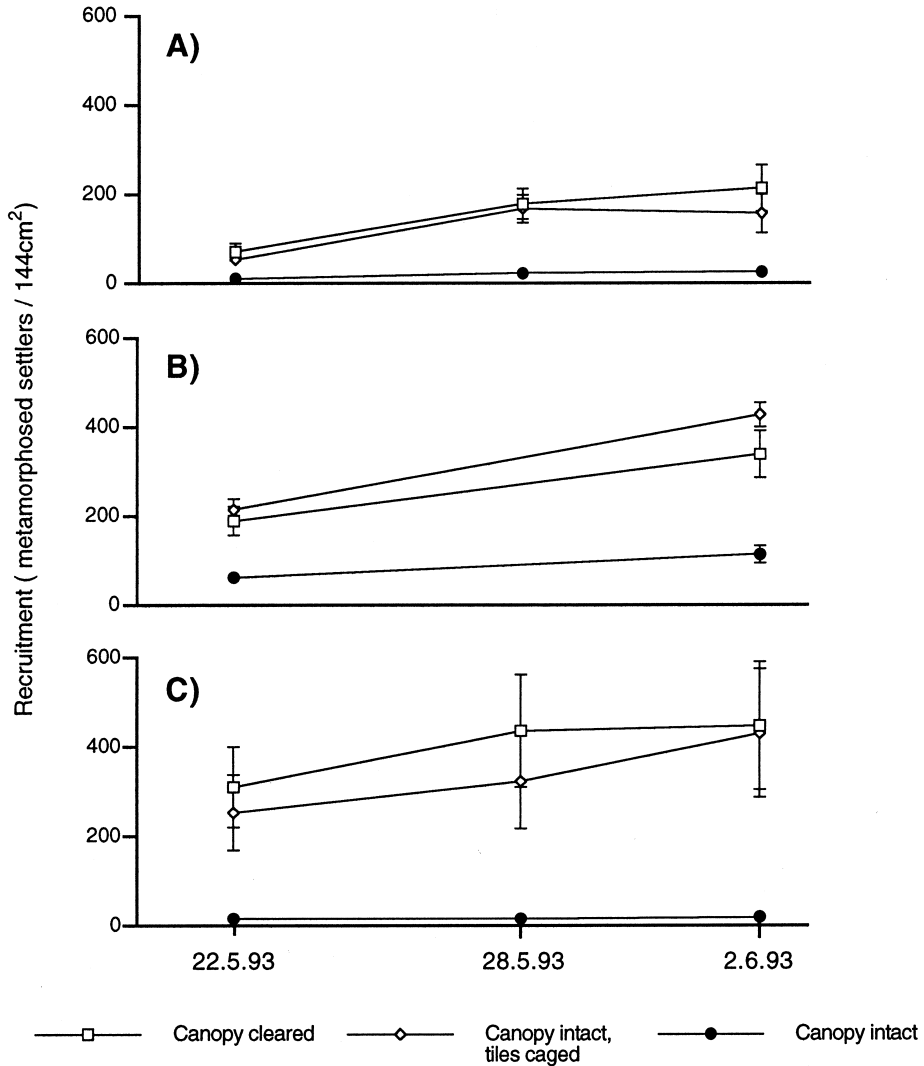 Recruitment ( metamorphosed settlers / 144cm2)
600
A)
400
200
0
600
B)
400
200
0
600
C)
400
200
0
22.5.93 28.5.93 2.6.93
Canopy cleared
Canopy intact,
tiles caged
Canopy intact